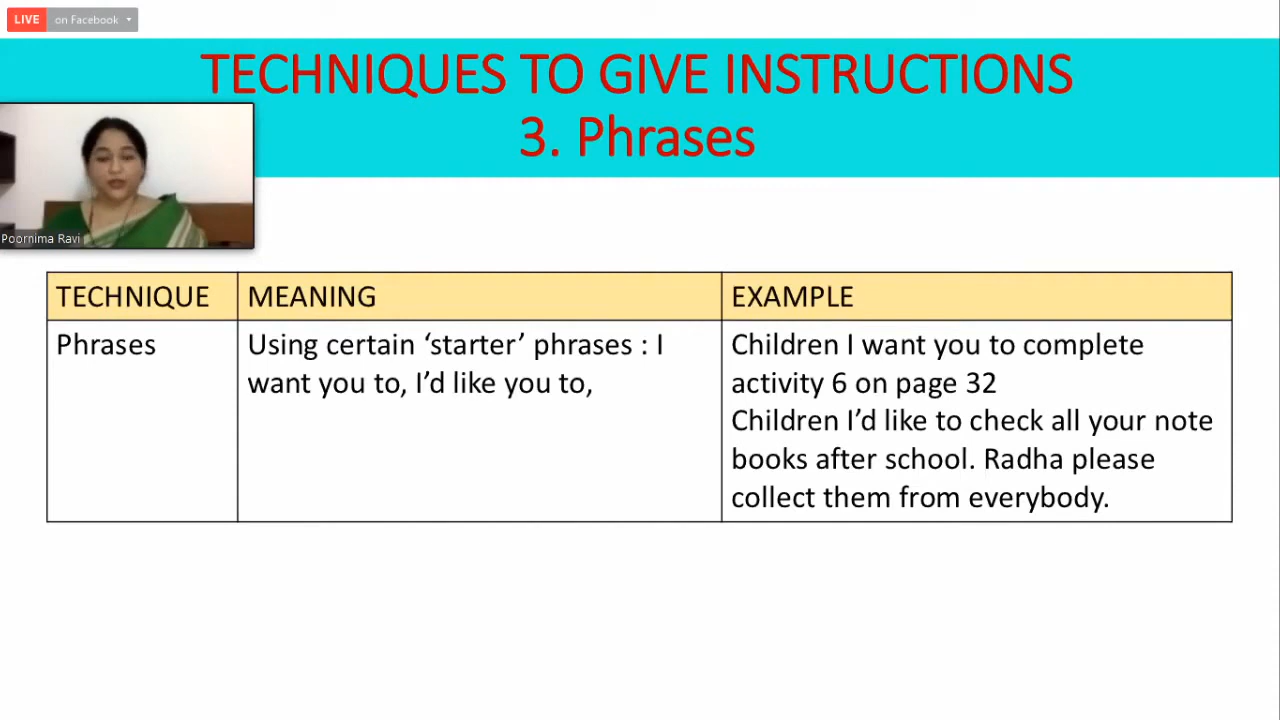 LIVE on Facebook
TECHNIQUES TO GIVE INSTRUCTIONS
3. Phrases
Poornima Ravi
TECHNIQUE MEANING EXAMPLE
Phrases
Using certain ‘starter’ phrases : I
want you to, I’d like you to,
Children I want you to complete
activity 6 on page 32
Children I’d like to check all your note
books after school. Radha please
collect them from everybody.